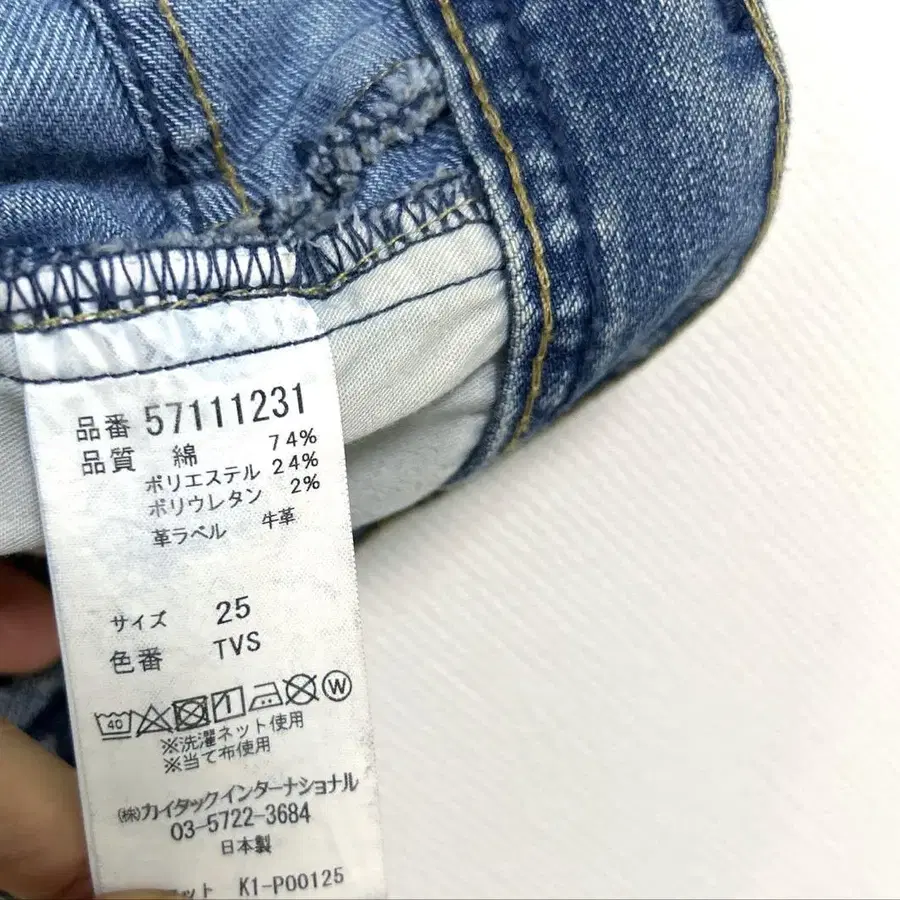 品番 57111231
品質 綿 74%
ポリエステル 24%
ポリウレタン 2%
革ラベル 牛革
サイズ 25
色番 TVS
40 W
※洗濯ネット使用
※当て布使用
㈱カイタックインターナショナル
03-5722-3684
日本製
ット K1-P00125